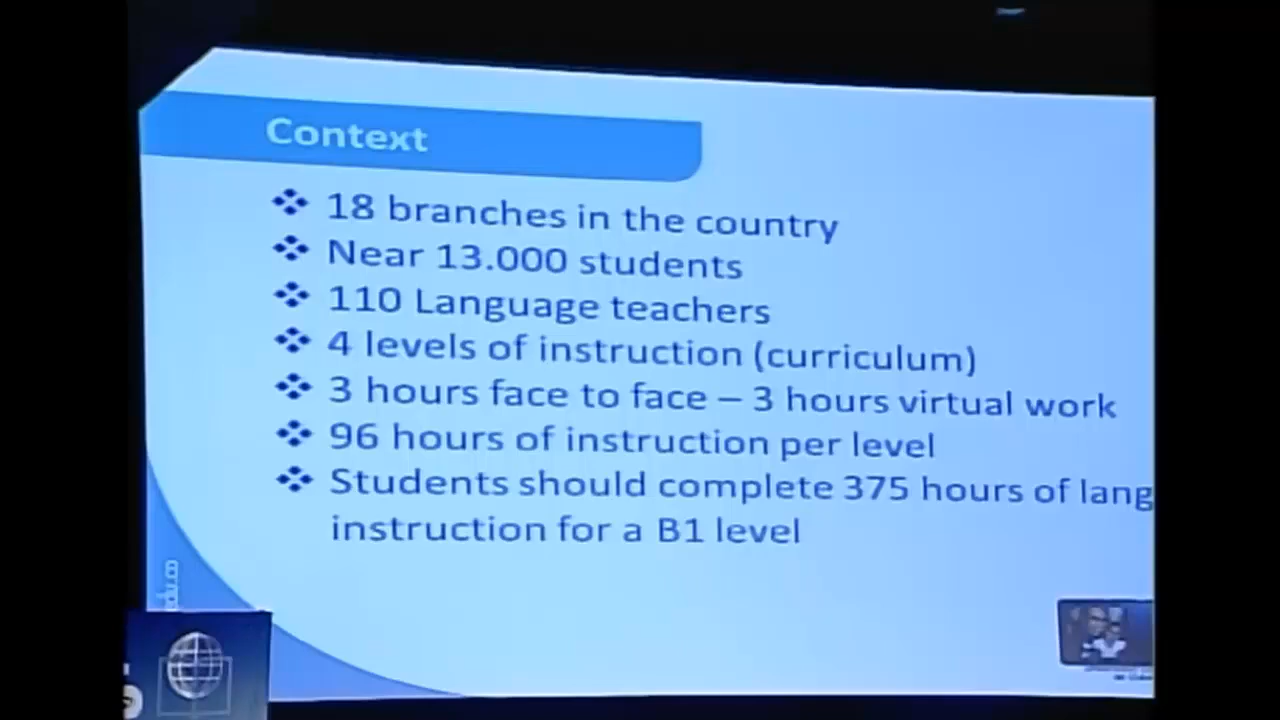 Context
18 branches in the country
Near 13.000 students
110 Language teachers
4 levels of instruction (curriculum)
3 hours face to face – 3 hours virtual work
96 hours of instruction per level
Students should complete 375 hours of lang
instruction for a B1 level
edu.co